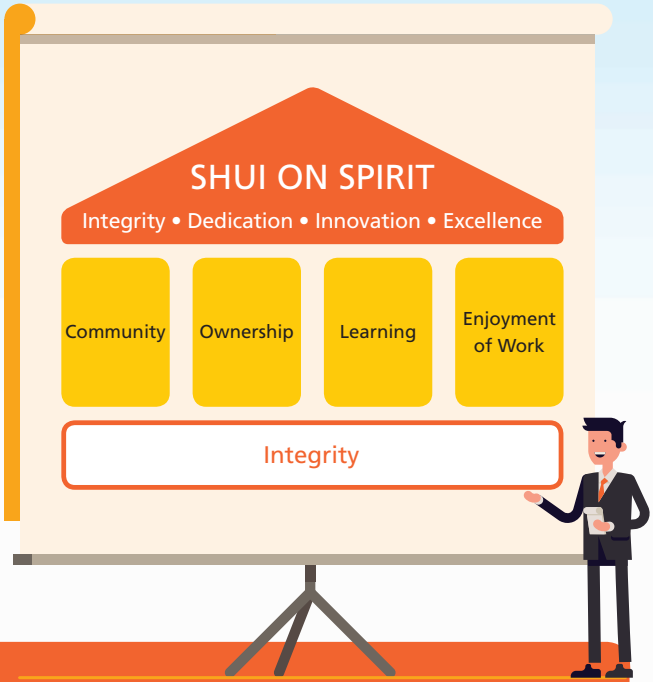 SHUI ON SPIRIT
Integrity • Dedication • Innovation • Excellence
Community
Ownership
Learning
Enjoyment
of Work
Integrity